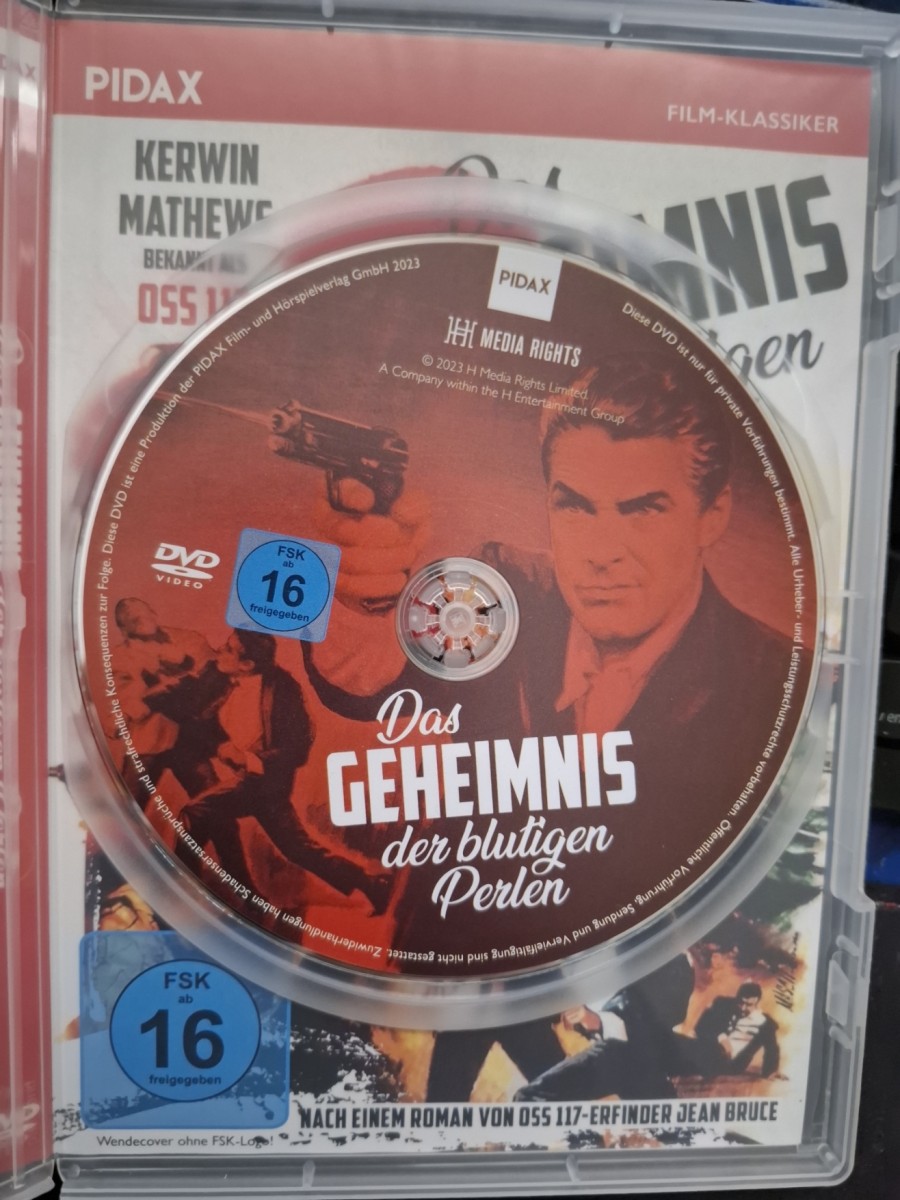 PIDAX
FILM-KLASSIKER
KERWIN
MATHEWS
BEKANNT ALS
OSS 117
PIDAX
HH MEDIA RIGHTS
© 2023 H Media Rights Limited.
A Company within the H Entertainment Group
Diese DVD ist eine Produktion der PIDAX Film- und Hörspielverlag GmbH 2023
Diese DVD ist nur für private Vorführungen bestimmt. Alle Urheber- und Leistungsschutzrechte vorbehalten. Öffentliche Vorführung, Sendung und Vervielfältigung sind nicht gestattet. Zuwiderhandlungen haben Schadensersatzansprüche und strafrechtliche Konsequenzen zur Folge.
DVD
VIDEO
FSK
ab
16
freigegeben
Das
GEHEIMNIS
der blutigen
Perlen
FSK
ab
16
freigegeben
NACH EINEM ROMAN VON OSS 117-ERFINDER JEAN BRUCE
Wendecover ohne FSK-Logo!